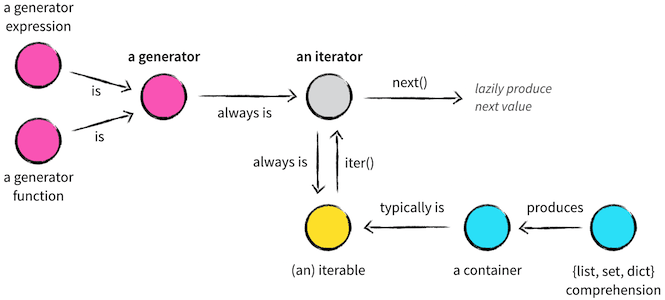 a generator
expression
a generator
an iterator
is
next()
lazily produce
next value
is
always is
a generator
function
always is
iter()
typically is
produces
(an) iterable
a container
{list, set, dict}
comprehension